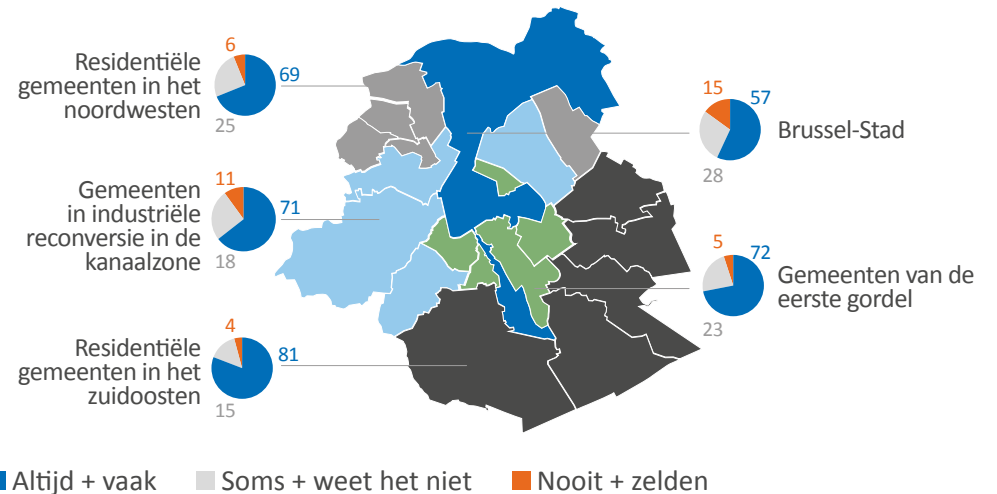 Residentiële
gemeenten in het
noordwesten
6
69
25
Gemeenten
in industriële
reconversie in de
kanaalzone
11
71
18
Residentiële
gemeenten in het
zuidoosten
4
81
15
15
57
28
Brussel-Stad
5
72
23
Gemeenten van de
eerste gordel
Altijd + vaak
Soms + weet het niet
Nooit + zelden